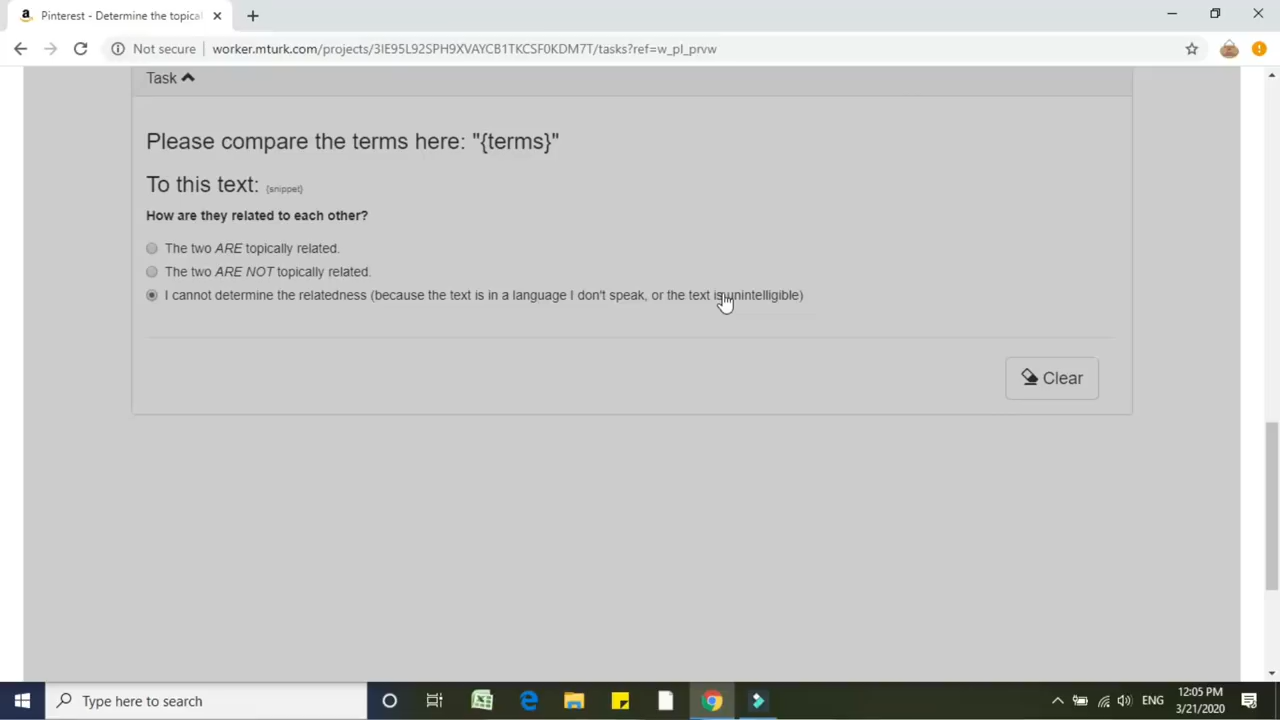 Pinterest - Determine the topical
Not secure
worker.mturk.com/projects/3IE95L92SPH9XVAYCB1TKCSF0KDM7T/tasks?ref=w_pl_prvw
Task
Please compare the terms here: "{terms}"
To this text: {snippet}
How are they related to each other?
The two ARE topically related.
The two ARE NOT topically related.
I cannot determine the relatedness (because the text is in a language I don't speak, or the text is unintelligible)
Clear
Type here to search
ENG
12:05 PM
3/21/2020